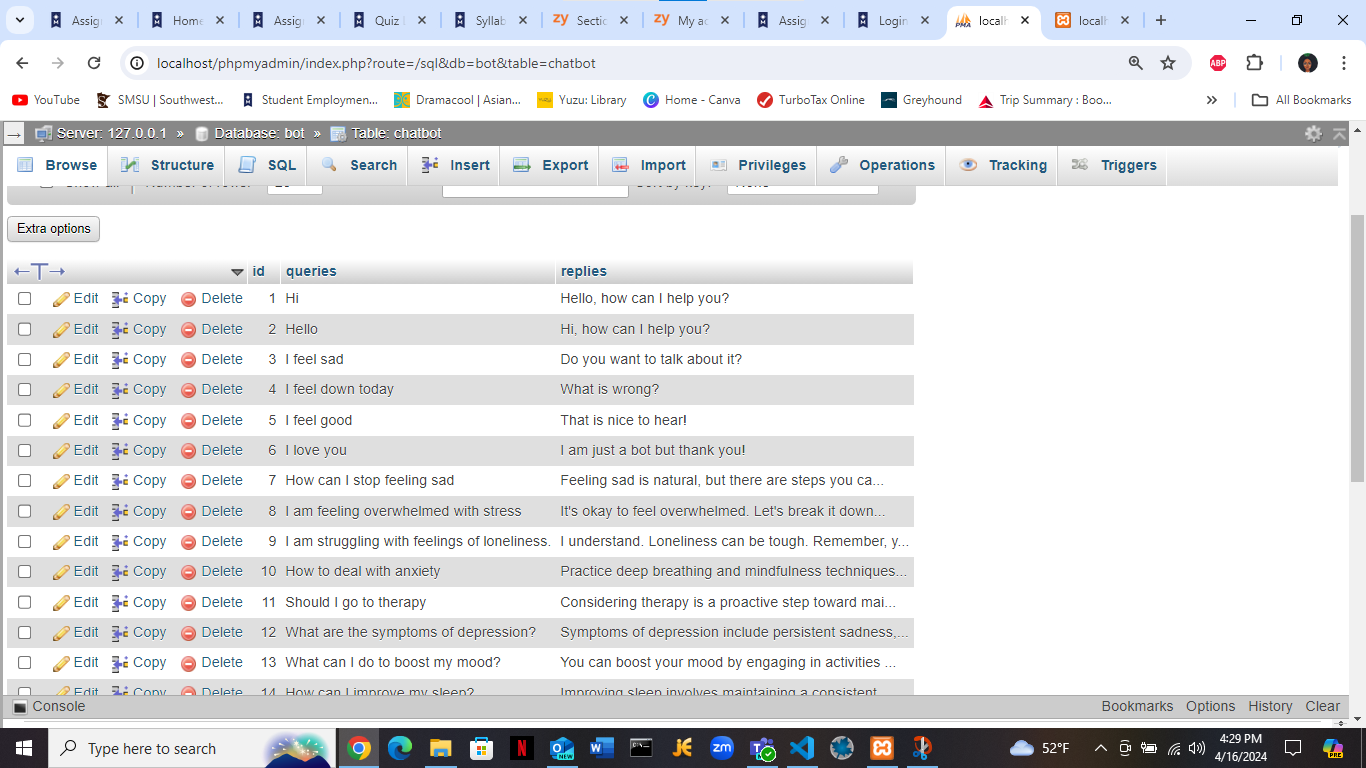 Assig Home Assig Quiz Syllab Sectio My ac Assig Login localh localh
localhost/phpmyadmin/index.php?route=/sql&db=bot&table=chatbot ABP
YouTube SMSU | Southwest... Student Employmen... Dramacool | Asian... Yuzu: Library Home - Canva TurboTax Online Greyhound Trip Summary : Boo... » All Bookmarks
Server: 127.0.0.1 » Database: bot » Table: chatbot
Browse Structure SQL Search Insert Export Import Privileges Operations Tracking Triggers
Extra options
id queries replies
Edit Copy Delete 1 Hi Hello, how can I help you?
Edit Copy Delete 2 Hello Hi, how can I help you?
Edit Copy Delete 3 I feel sad Do you want to talk about it?
Edit Copy Delete 4 I feel down today What is wrong?
Edit Copy Delete 5 I feel good That is nice to hear!
Edit Copy Delete 6 I love you I am just a bot but thank you!
Edit Copy Delete 7 How can I stop feeling sad Feeling sad is natural, but there are steps you ca...
Edit Copy Delete 8 I am feeling overwhelmed with stress It's okay to feel overwhelmed. Let's break it down...
Edit Copy Delete 9 I am struggling with feelings of loneliness. I understand. Loneliness can be tough. Remember, y...
Edit Copy Delete 10 How to deal with anxiety Practice deep breathing and mindfulness techniques...
Edit Copy Delete 11 Should I go to therapy Considering therapy is a proactive step toward mai...
Edit Copy Delete 12 What are the symptoms of depression? Symptoms of depression include persistent sadness,...
Edit Copy Delete 13 What can I do to boost my mood? You can boost your mood by engaging in activities ...
Edit Copy Delete 14 How can I improve my sleep? Improving sleep involves maintaining a consistent
Console Bookmarks Options History Clear
Type here to search 52°F 4:29 PM
4/16/2024